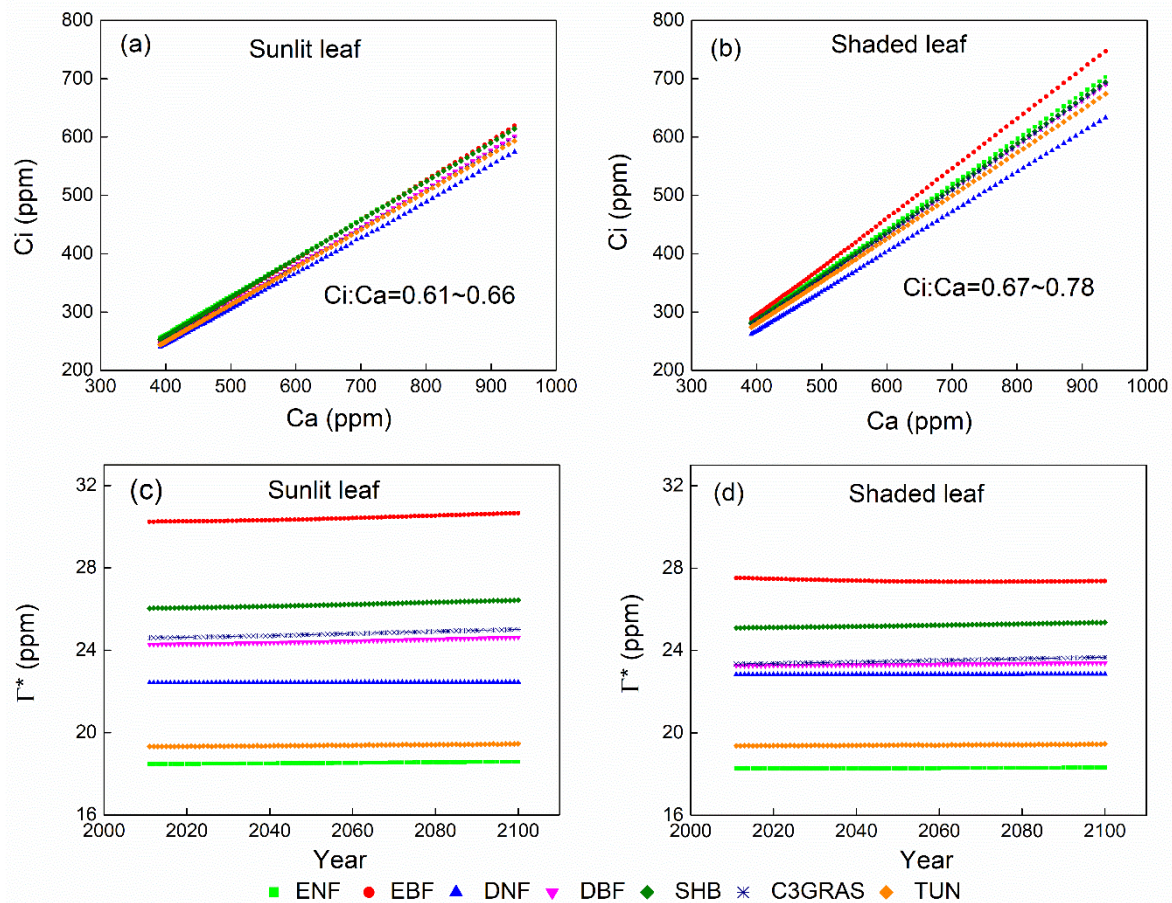 (a) Sunlit leaf
800
700
600
500
400
300
200
Ci (ppm)
Ci:Ca=0.61~0.66
300 400 500 600 700 800 900 1000
Ca (ppm)
(b) Shaded leaf
800
700
600
500
400
300
200
Ci (ppm)
Ci:Ca=0.67~0.78
300 400 500 600 700 800 900 1000
Ca (ppm)
(c) Sunlit leaf
32
28
24
20
16
Γ* (ppm)
2000 2020 2040 2060 2080 2100
Year
(d) Shaded leaf
32
28
24
20
16
Γ* (ppm)
2000 2020 2040 2060 2080 2100
Year
ENF EBF DNF DBF SHB C3GRAS TUN